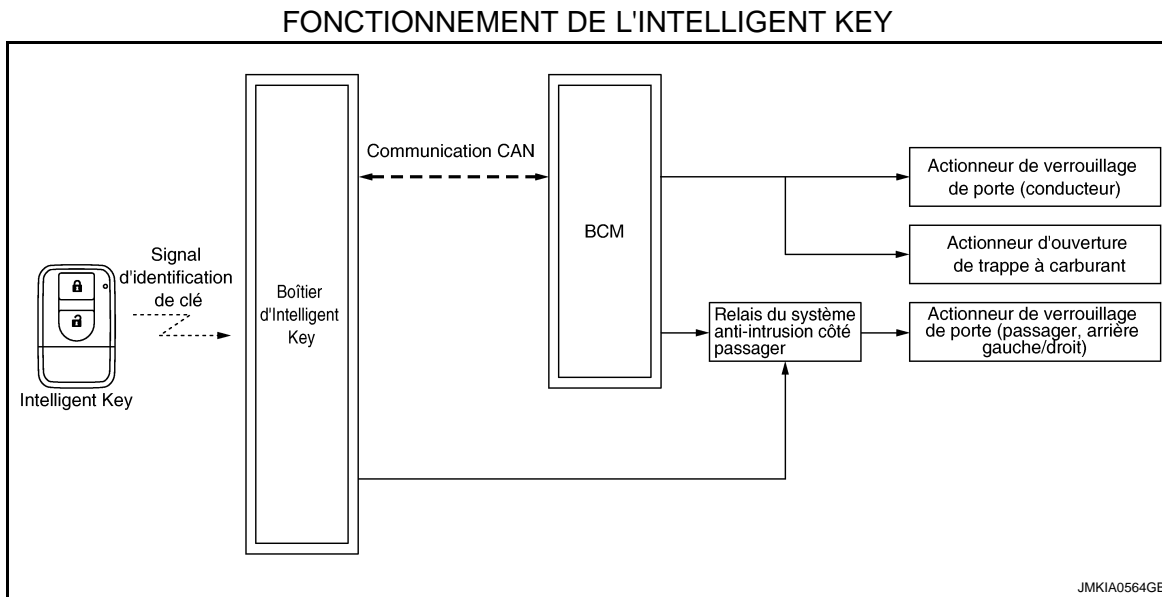 FONCTIONNEMENT DE L'INTELLIGENT KEY
Communication CAN
Signal
d'identification
de clé
Intelligent Key
Boîtier
d'Intelligent
Key
BCM
Actionneur de verrouillage
de porte (conducteur)
Actionneur d'ouverture
de trappe à carburant
Relais du système
anti-intrusion côté
passager
Actionneur de verrouillage
de porte (passager, arrière
gauche/droit)
JMKIA0564GB